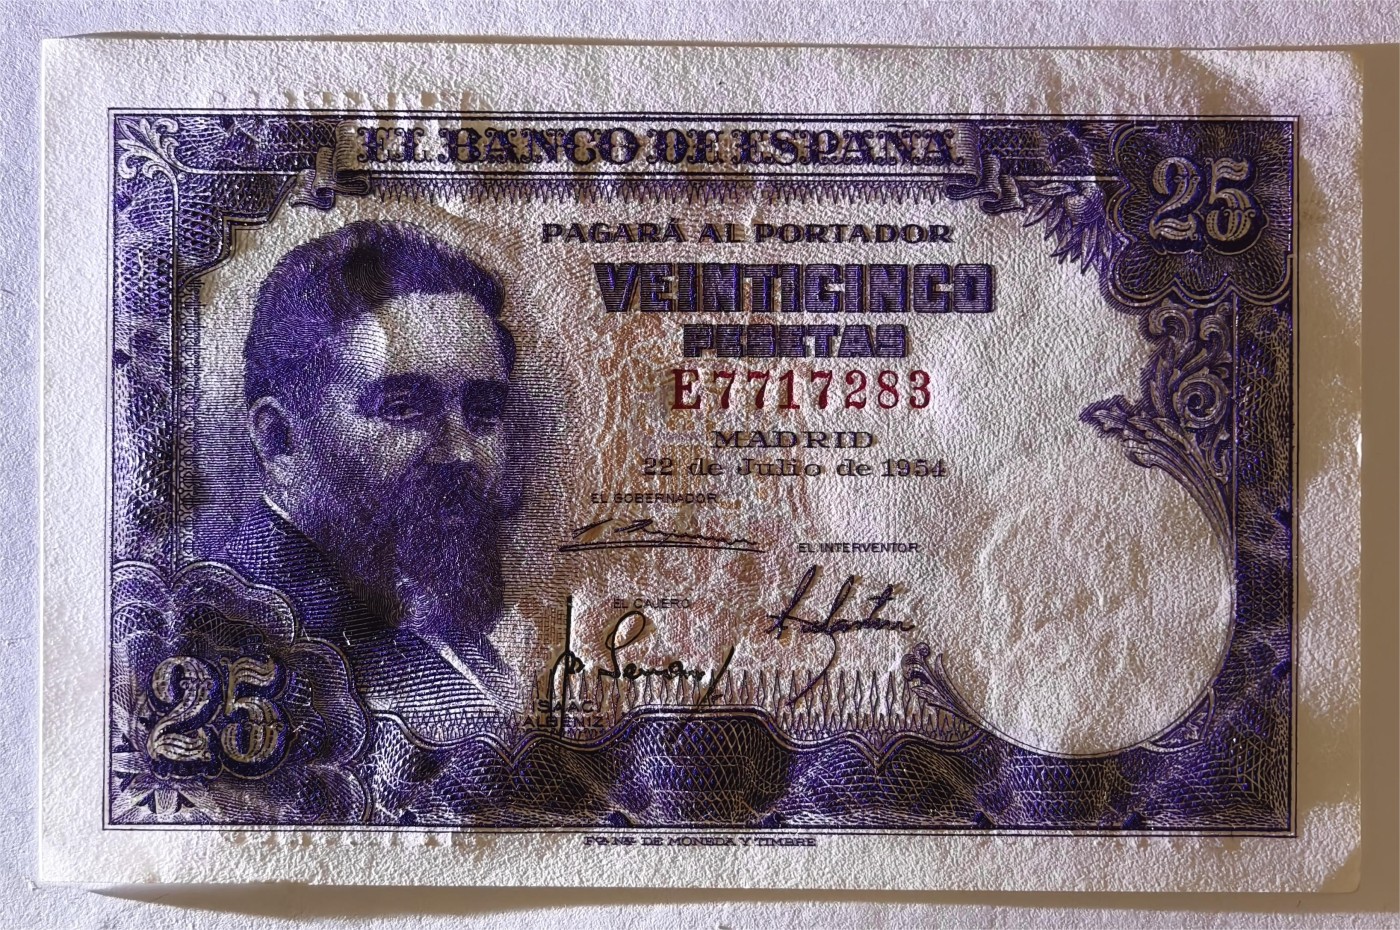 EL BANCO DE ESPAÑA
25
PAGARÁ AL PORTADOR
VEINTICINCO
PESETAS
E7717283
MADRID
22 de Julio de 1954
EL GOBERNADOR
EL INTERVENTOR
EL CAJERO
ISAAC
ALBENIZ
25
FCA NAL DE MONEDA Y TIMBRE